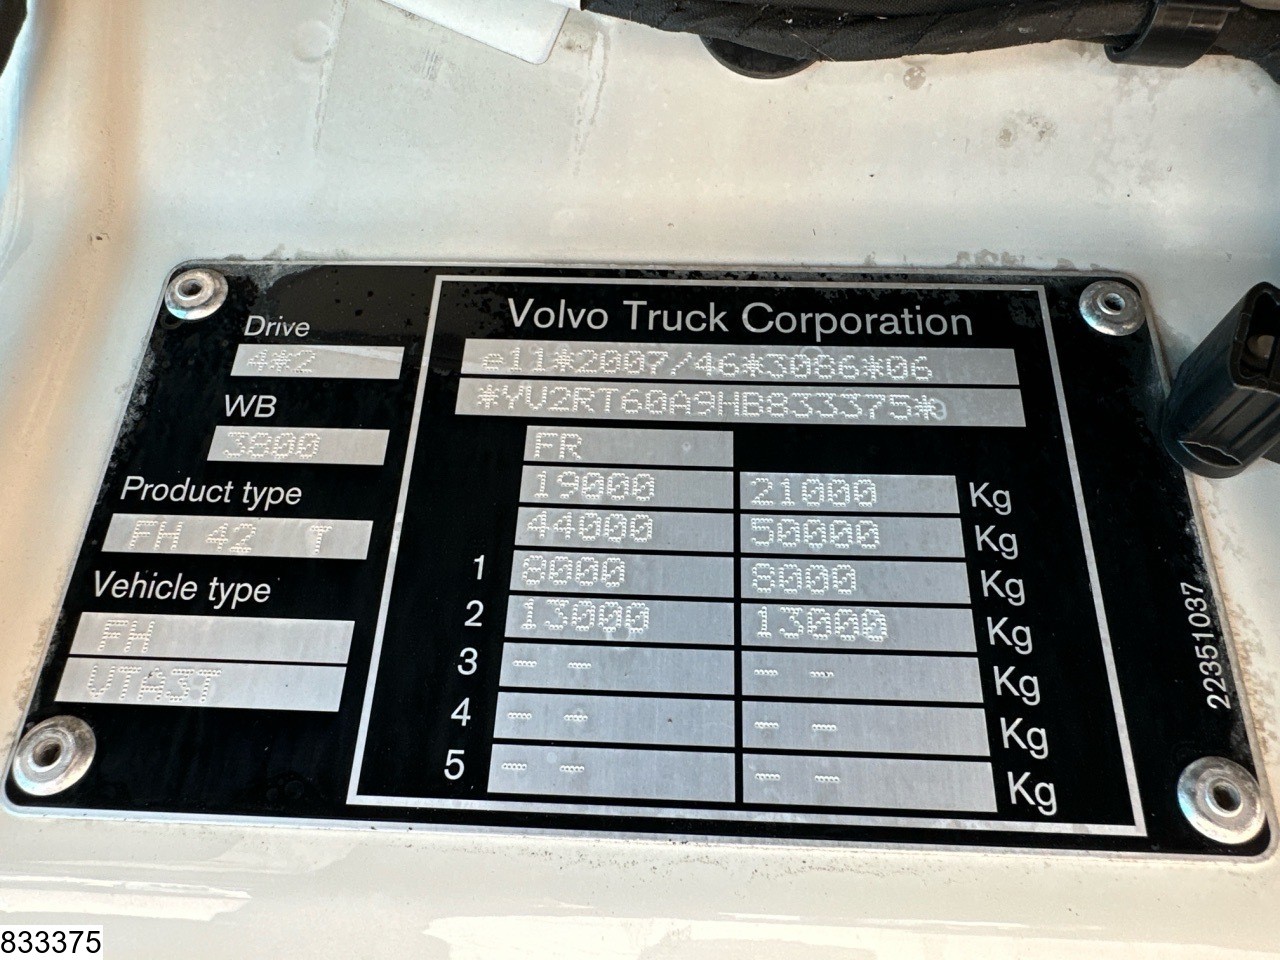 Drive
4*2
WB
3800
Product type
FH 42 T
Vehicle type
FH
VTA3T
Volvo Truck Corporation
e11*2007/46*3086*06
*YV2RT60A9HB833375*
FR
19000 21000 Kg
44000 50000 Kg
1 8000 8000 Kg
2 13000 13000 Kg
3 -- -- -- -- Kg
4 -- -- -- -- Kg
5 -- -- -- -- Kg
22351037
833375